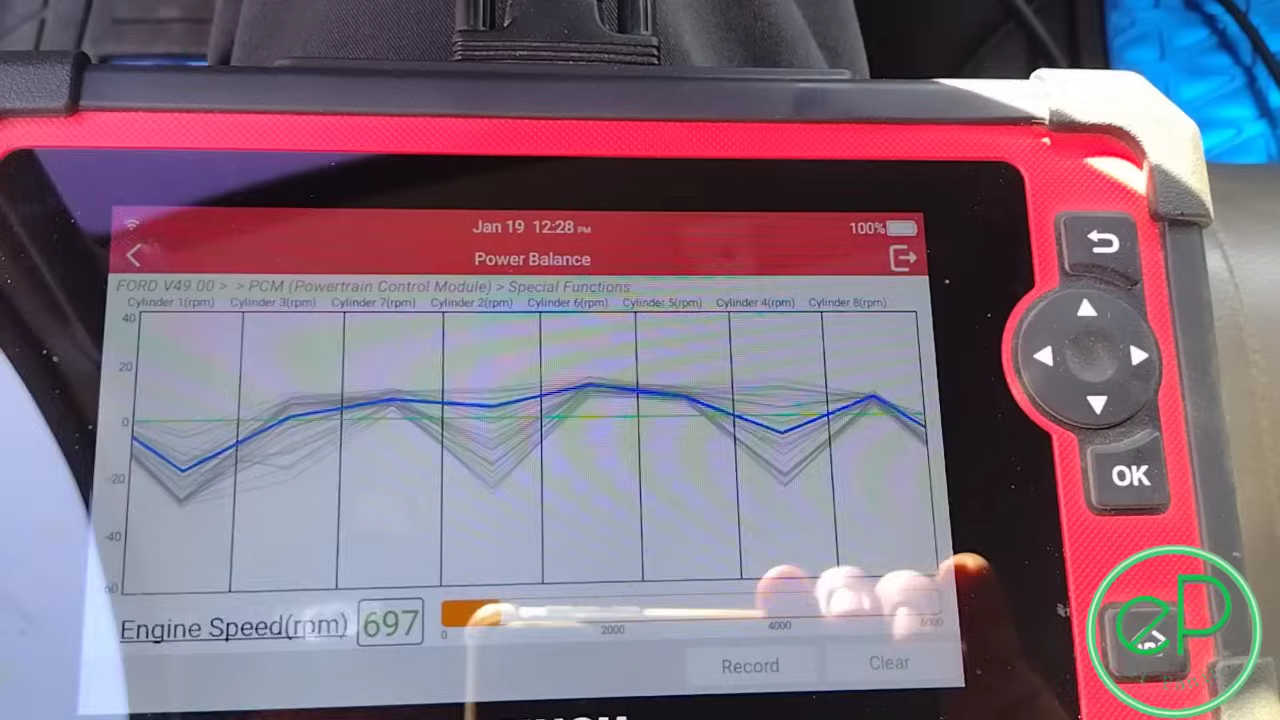 Jan 19 12:28 PM
100%
Power Balance
FORD V49.00 > > PCM (Powertrain Control Module) > Special Functions
Cylinder 1(rpm) Cylinder 3(rpm) Cylinder 7(rpm) Cylinder 2(rpm) Cylinder 6(rpm) Cylinder 5(rpm) Cylinder 4(rpm) Cylinder 8(rpm)
40
20
0
-20
-40
Engine Speed(rpm) 697
0 2000 4000
Record Clear
OK
eP